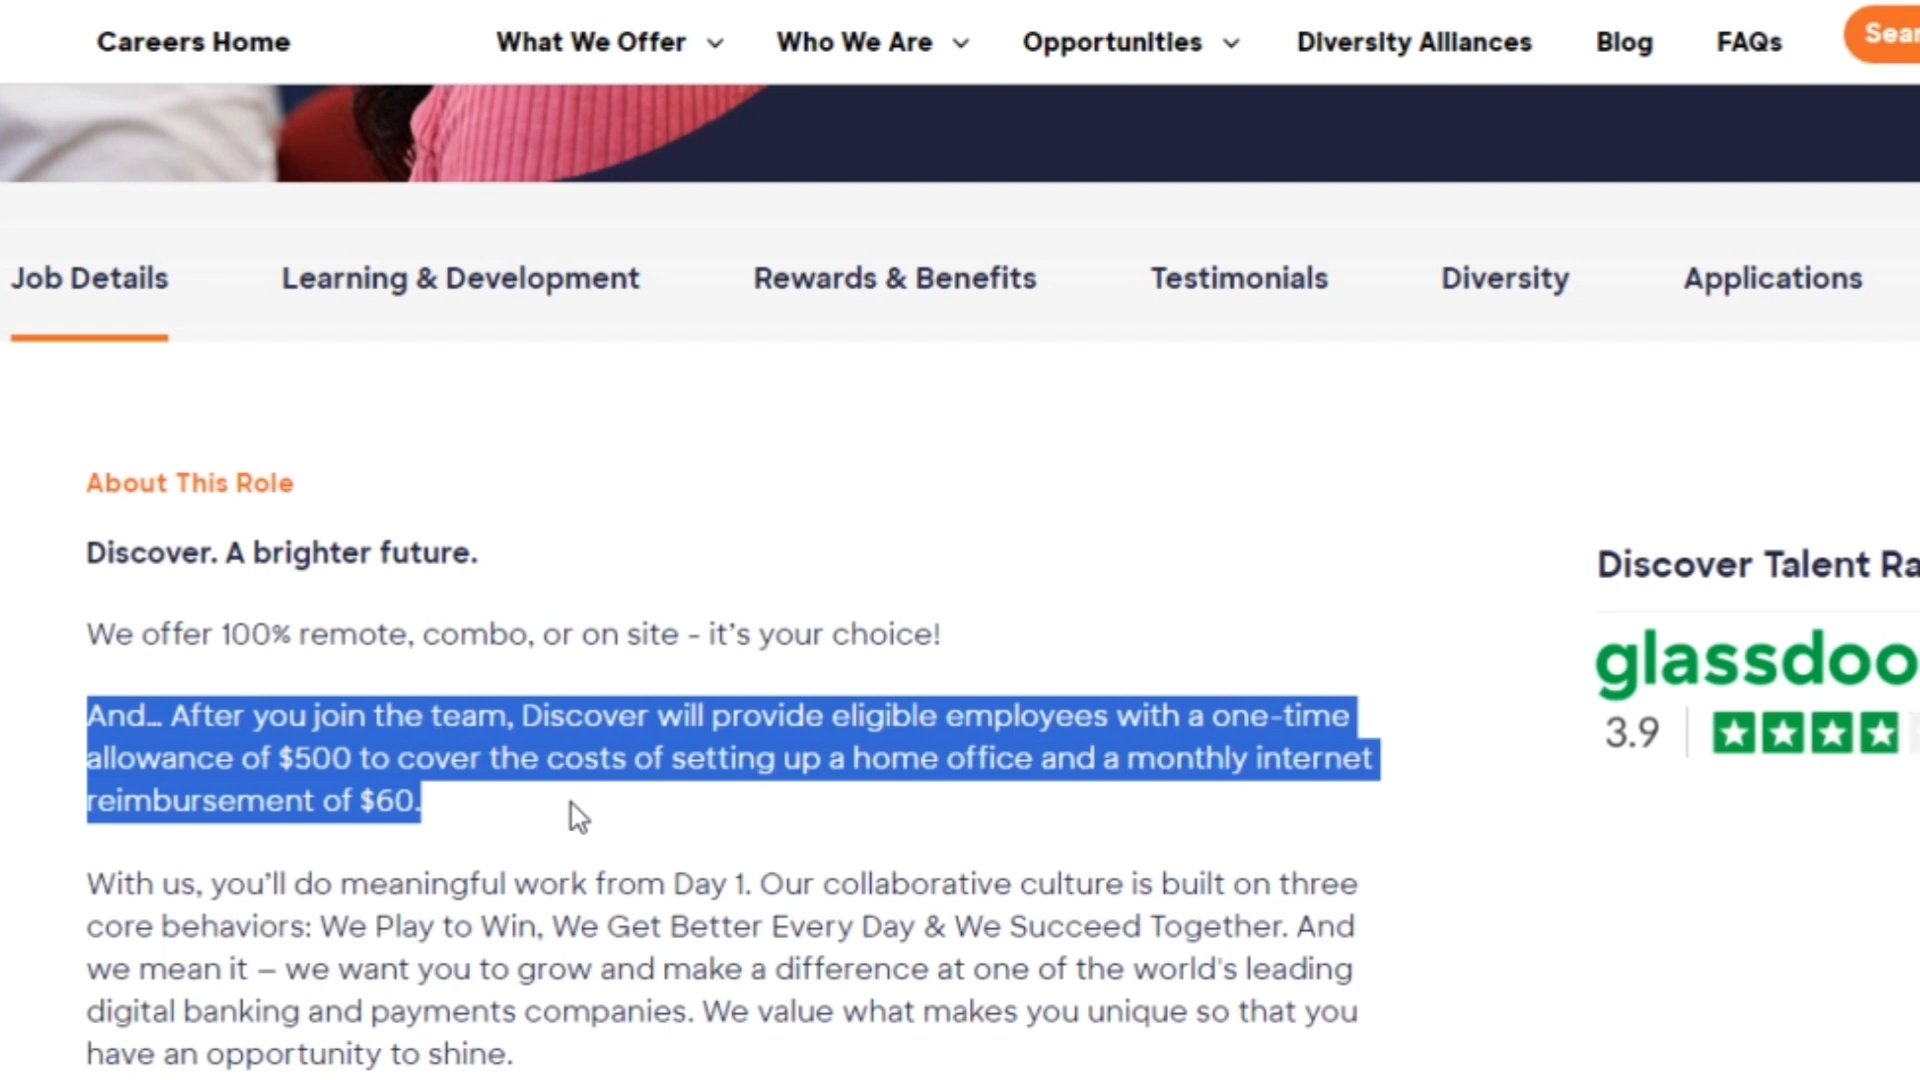 Careers Home What We Offer Who We Are Opportunities Diversity Alliances Blog FAQs
Job Details Learning & Development Rewards & Benefits Testimonials Diversity Applications
About This Role
Discover. A brighter future.
We offer 100% remote, combo, or on site - it's your choice!
And... After you join the team, Discover will provide eligible employees with a one-time
allowance of $500 to cover the costs of setting up a home office and a monthly internet
reimbursement of $60.
With us, you'll do meaningful work from Day 1. Our collaborative culture is built on three
core behaviors: We Play to Win, We Get Better Every Day & We Succeed Together. And
we mean it – we want you to grow and make a difference at one of the world's leading
digital banking and payments companies. We value what makes you unique so that you
have an opportunity to shine.
Discover Talent
3.9